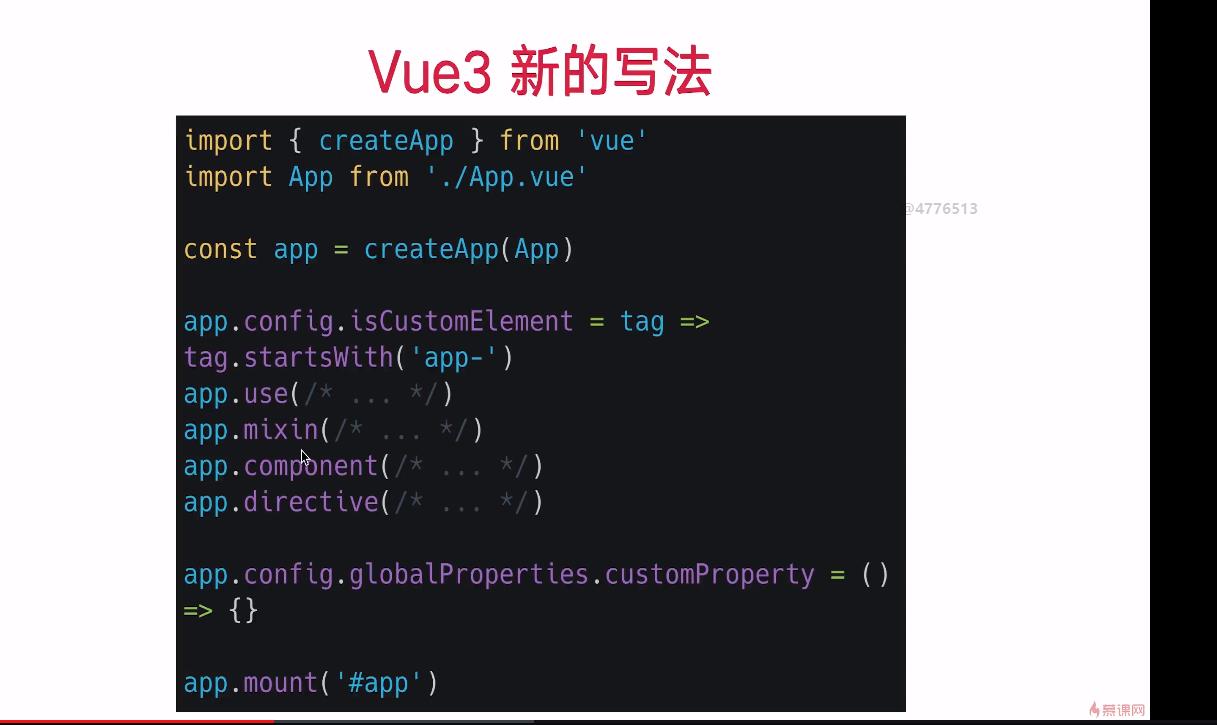 Vue3 新的写法
import { createApp } from 'vue'
import App from './App.vue'
@4776513
const app = createApp(App)
app.config.isCustomElement = tag =>
tag.startsWith('app-')
app.use(/* ... */)
app.mixin(/* ... */)
app.component(/* ... */)
app.directive(/* ... */)
app.config.globalProperties.customProperty = ()
=> {}
app.mount('#app')
慕课网